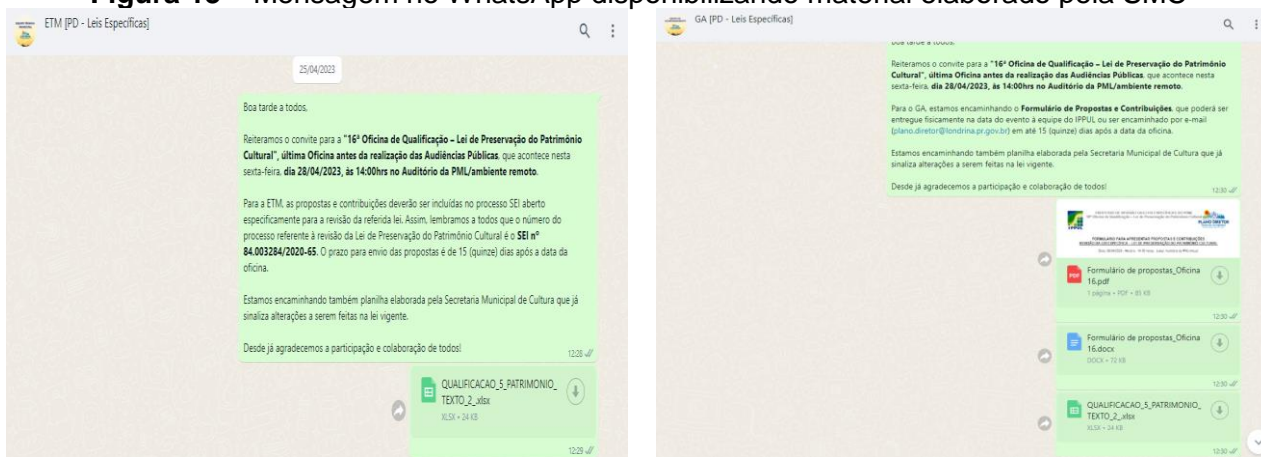 Mensagem no WhatsApp disponibilizando material elaborado pela SMC
ETM [PD - Leis Específicas]
25/04/2023
Boa tarde a todos,
Reiteramos o convite para a "16ª Oficina de Qualificação – Lei de Preservação do Patrimônio
Cultural", última Oficina antes da realização das Audiências Públicas, que acontece nesta
sexta-feira, dia 28/04/2023, às 14:00hrs no Auditório da PML/ambiente remoto.
Para a ETM, as propostas e contribuições deverão ser incluídas no processo SEI aberto
especificamente para a revisão da referida lei. Assim, lembramos a todos que o número do
processo referente à revisão da Lei de Preservação do Patrimônio Cultural é o SEI nº
84.003284/2020-65. O prazo para envio das propostas é de 15 (quinze) dias após a data da
oficina.
Estamos encaminhando também planilha elaborada pela Secretaria Municipal de Cultura que já
sinaliza alterações a serem feitas na lei vigente.
Desde já agradecemos a participação e colaboração de todos!
12:28
QUALIFICACAO_5_PATRIMONIO_
TEXTO_2_.xlsx
XLSX • 24 KB
12:29
GA [PD - Leis Específicas]
Boa tarde a todos,
Reiteramos o convite para a "16ª Oficina de Qualificação – Lei de Preservação do Patrimônio
Cultural", última Oficina antes da realização das Audiências Públicas, que acontece nesta
sexta-feira, dia 28/04/2023, às 14:00hrs no Auditório da PML/ambiente remoto.
Para o GA, estamos encaminhando o Formulário de Propostas e Contribuições, que poderá ser
entregue fisicamente na data do evento à equipe do IPPUL ou ser encaminhado por e-mail
(plano.diretor@londrina.pr.gov.br) em até 15 (quinze) dias após a data da oficina.
Estamos encaminhando também planilha elaborada pela Secretaria Municipal de Cultura que já
sinaliza alterações a serem feitas na lei vigente.
Desde já agradecemos a participação e colaboração de todos!
12:30
Formulário de propostas_Oficina
16.pdf
1 página • PDF • 85 KB
12:30
Formulário de propostas_Oficina
16.docx
DOCX • 72 KB
12:30
QUALIFICACAO_5_PATRIMONIO_
TEXTO_2_.xlsx
XLSX • 24 KB
12:30